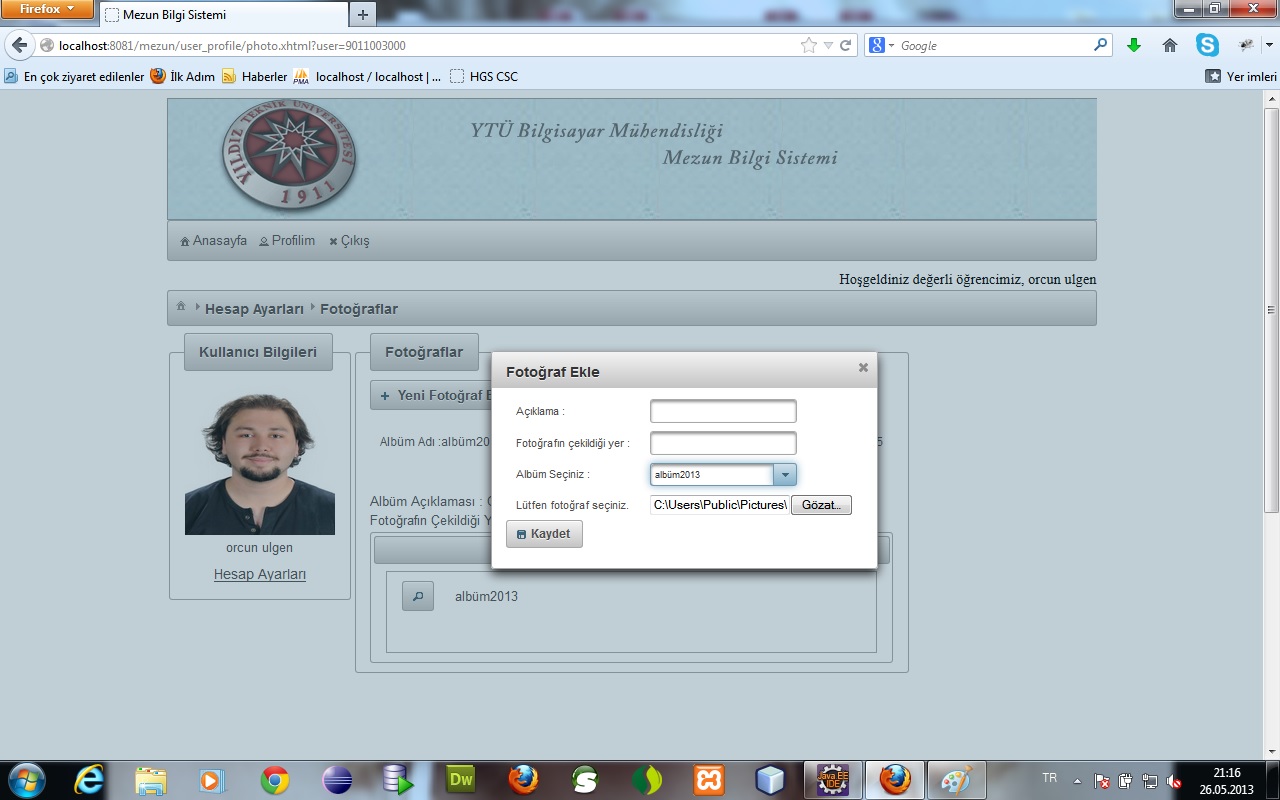 Firefox
Mezun Bilgi Sistemi
localhost:8081/mezun/user_profile/photo.xhtml?user=9011003000
Google
En çok ziyaret edilenler
İlk Adım
Haberler
localhost / localhost | ...
HGS CSC
Yer imleri
YILDIZ TEKNİK ÜNİVERSİTESİ
1911
YTÜ Bilgisayar Mühendisliği
Mezun Bilgi Sistemi
Anasayfa
Profilim
Çıkış
Hoşgeldiniz değerli öğrencimiz, orcun ulgen
Hesap Ayarları
Fotoğraflar
Kullanıcı Bilgileri
orcun ulgen
Hesap Ayarları
Fotoğraflar
Yeni Fotoğraf E
Albüm Adı :albüm20
5
Albüm Açıklaması :
Fotoğrafın Çekildiği Y
albüm2013
Fotoğraf Ekle
Açıklama :
Fotoğrafın çekildiği yer :
Albüm Seçiniz :
albüm2013
Lütfen fotoğraf seçiniz.
C:\Users\Public\Pictures\
Gözat...
Kaydet
Dw
Java EE
IDE
TR
21:16
26.05.2013